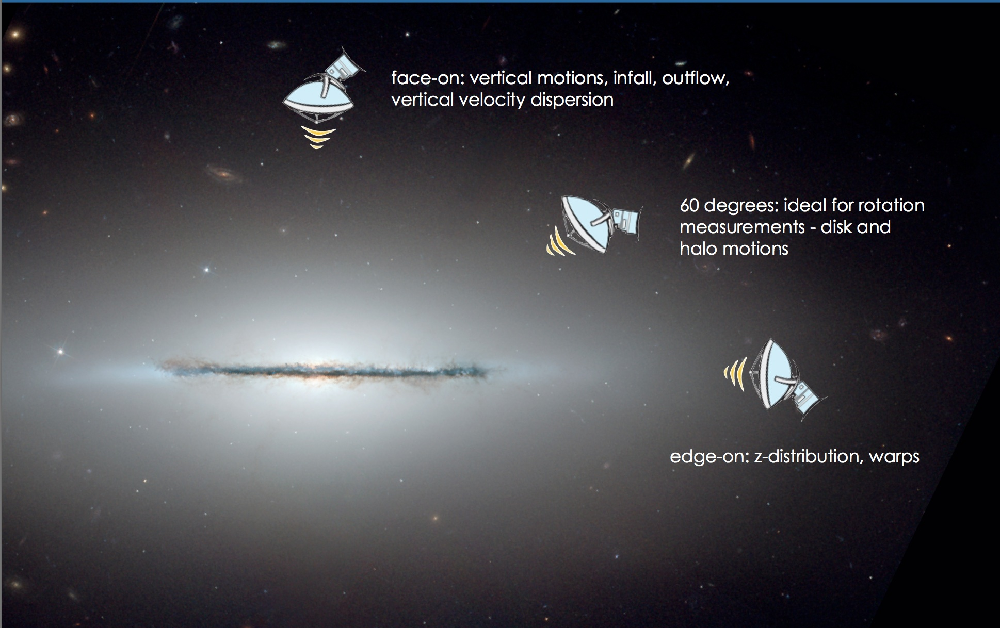 face-on: vertical motions, infall, outflow,
vertical velocity dispersion
60 degrees: ideal for rotation
measurements - disk and
halo motions
edge-on: z-distribution, warps